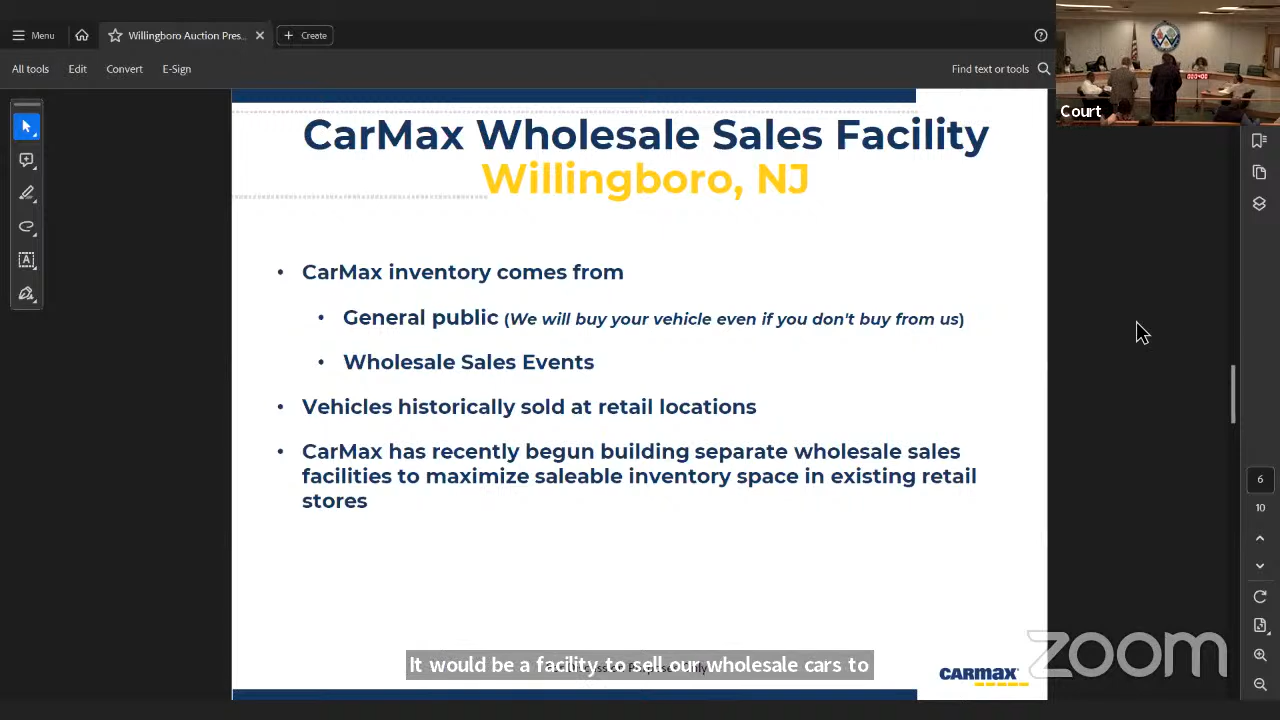 Menu
Willingboro Auction Pres..
Create
All tools
Edit
Convert
E-Sign
Find text or tools
Court
CarMax Wholesale Sales Facility
Willingboro, NJ
• CarMax inventory comes from
• General public (We will buy your vehicle even if you don't buy from us)
• Wholesale Sales Events
• Vehicles historically sold at retail locations
• CarMax has recently begun building separate wholesale sales
facilities to maximize saleable inventory space in existing retail
stores
6
10
It would be a facility to sell our wholesale cars to
CARMAX
zoom